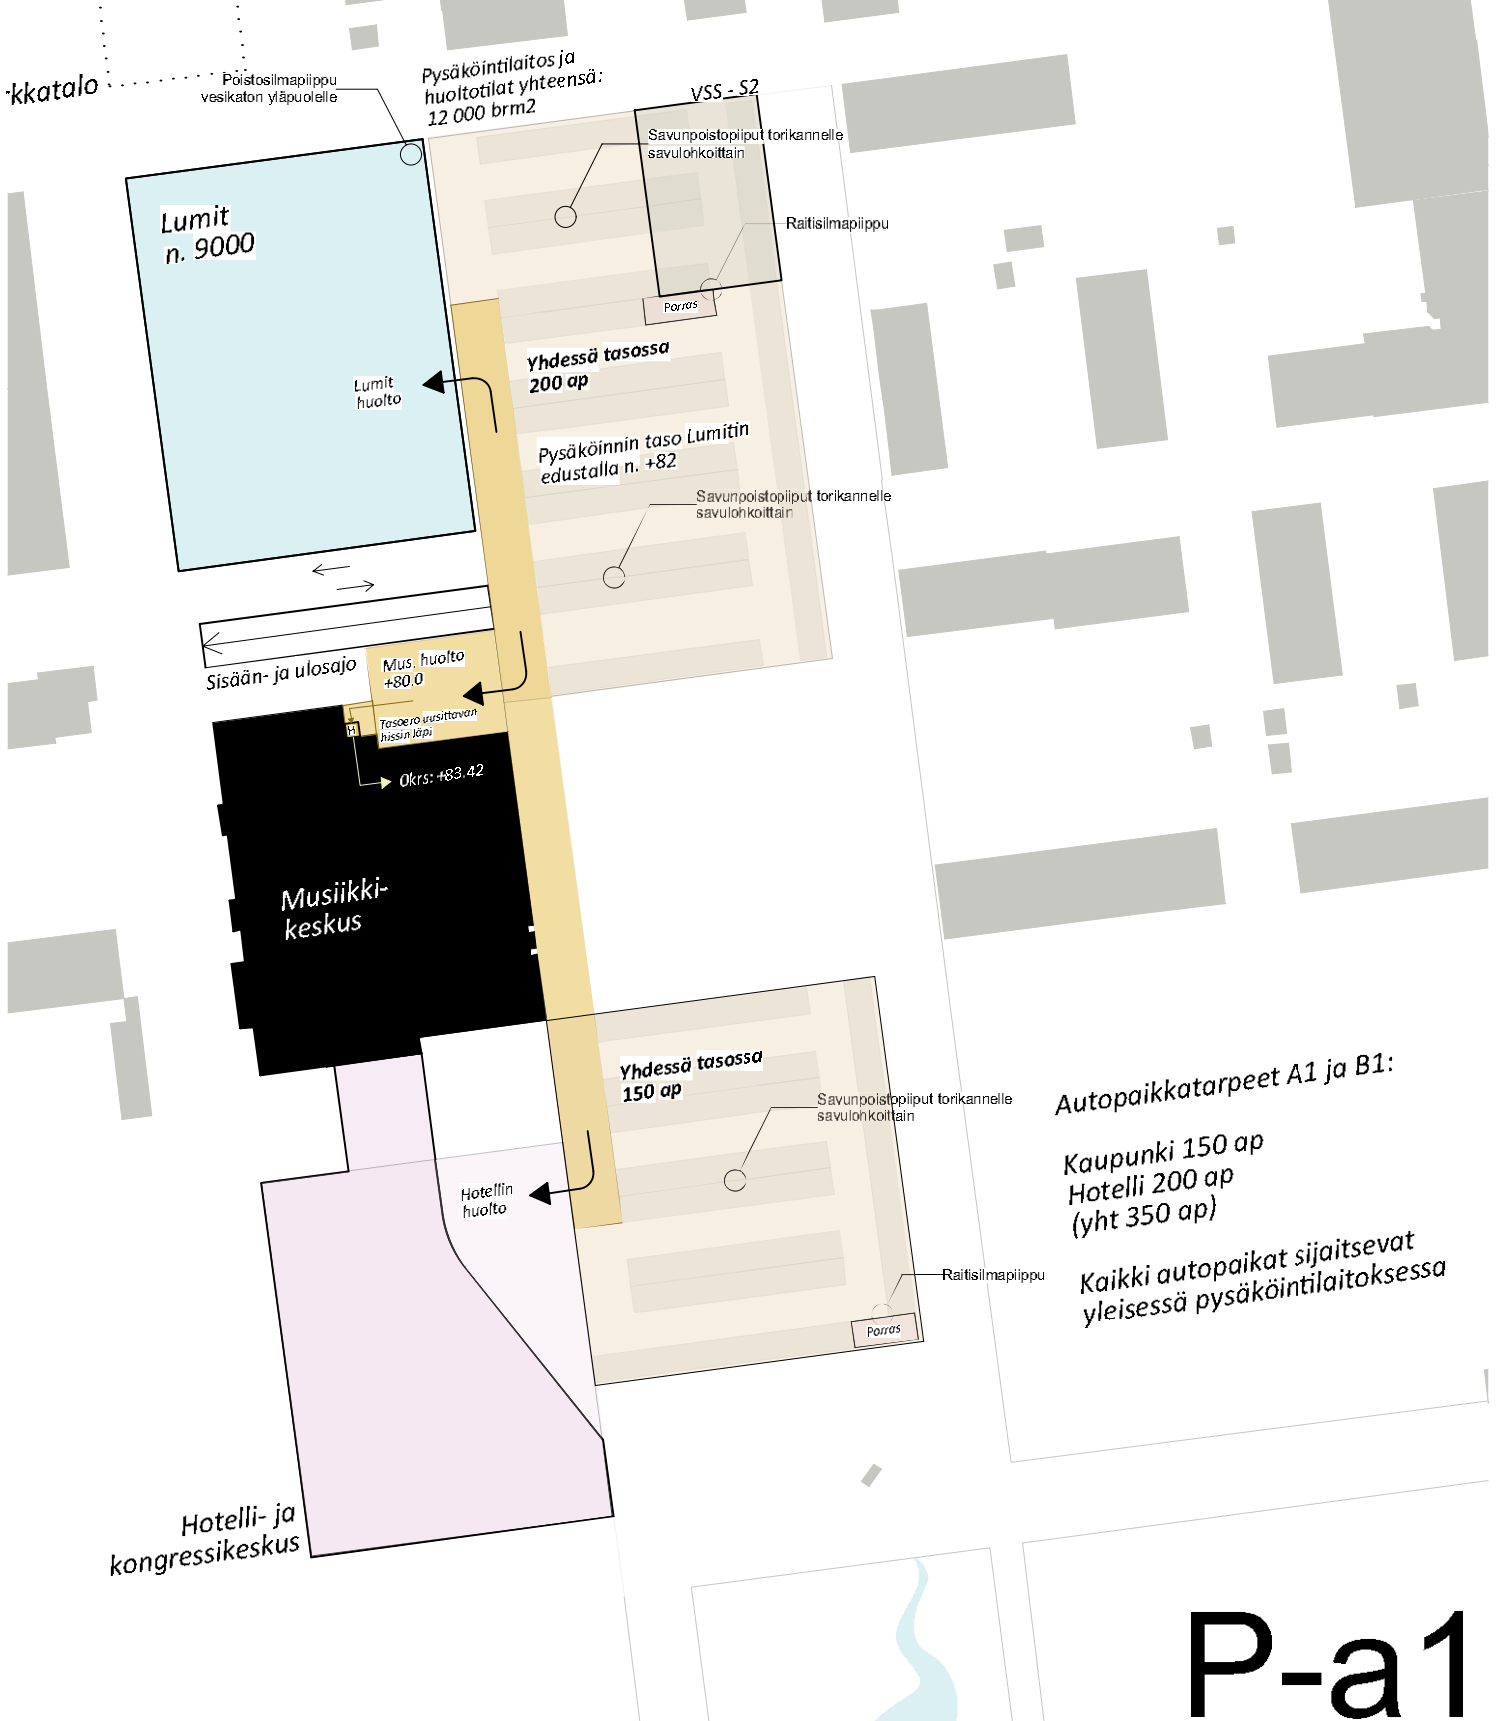 rkkatalo
Poistosilmapiippu
vesikaton yläpuolelle
Pysäköintilaitos ja
huoltotilat yhteensä:
12 000 brm2
VSS - S2
Savunpoistopiiput torikannelle
savulohkoittain
Raitisilmapiippu
Lumit
n. 9000
Porras
Yhdessä tasossa
200 ap
Lumit
huolto
Pysäköinnin taso Lumitin
edustalla n. +82
Savunpoistopiiput torikannelle
savulohkoittain
Sisään- ja ulosajo
Mus. huolto
+80.0
Tasoero uusittavan
hissin läpi
H
0krs: +83.42
Musiikki-
keskus
Yhdessä tasossa
150 ap
Savunpoistopiiput torikannelle
savulohkoittain
Hotellin
huolto
Raitisilmapiippu
Porras
Autopaikkatarpeet A1 ja B1:
Kaupunki 150 ap
Hotelli 200 ap
(yht 350 ap)
Kaikki autopaikat sijaitsevat
yleisessä pysäköintilaitoksessa
Hotelli- ja
kongressikeskus
P-a1